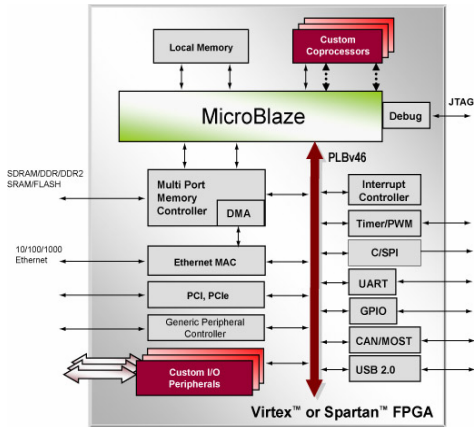 Local Memory
Custom
Coprocessors
MicroBlaze
Debug
JTAG
PLBv46
SDRAM/DDR/DDR2
SRAM/FLASH
Multi Port
Memory
Controller
DMA
Interrupt
Controller
Timer/PWM
10/100/1000
Ethernet
Ethernet MAC
C/SPI
PCI, PCIe
UART
Generic Peripheral
Controller
GPIO
CAN/MOST
Custom I/O
Peripherals
USB 2.0
Virtex™ or Spartan™ FPGA